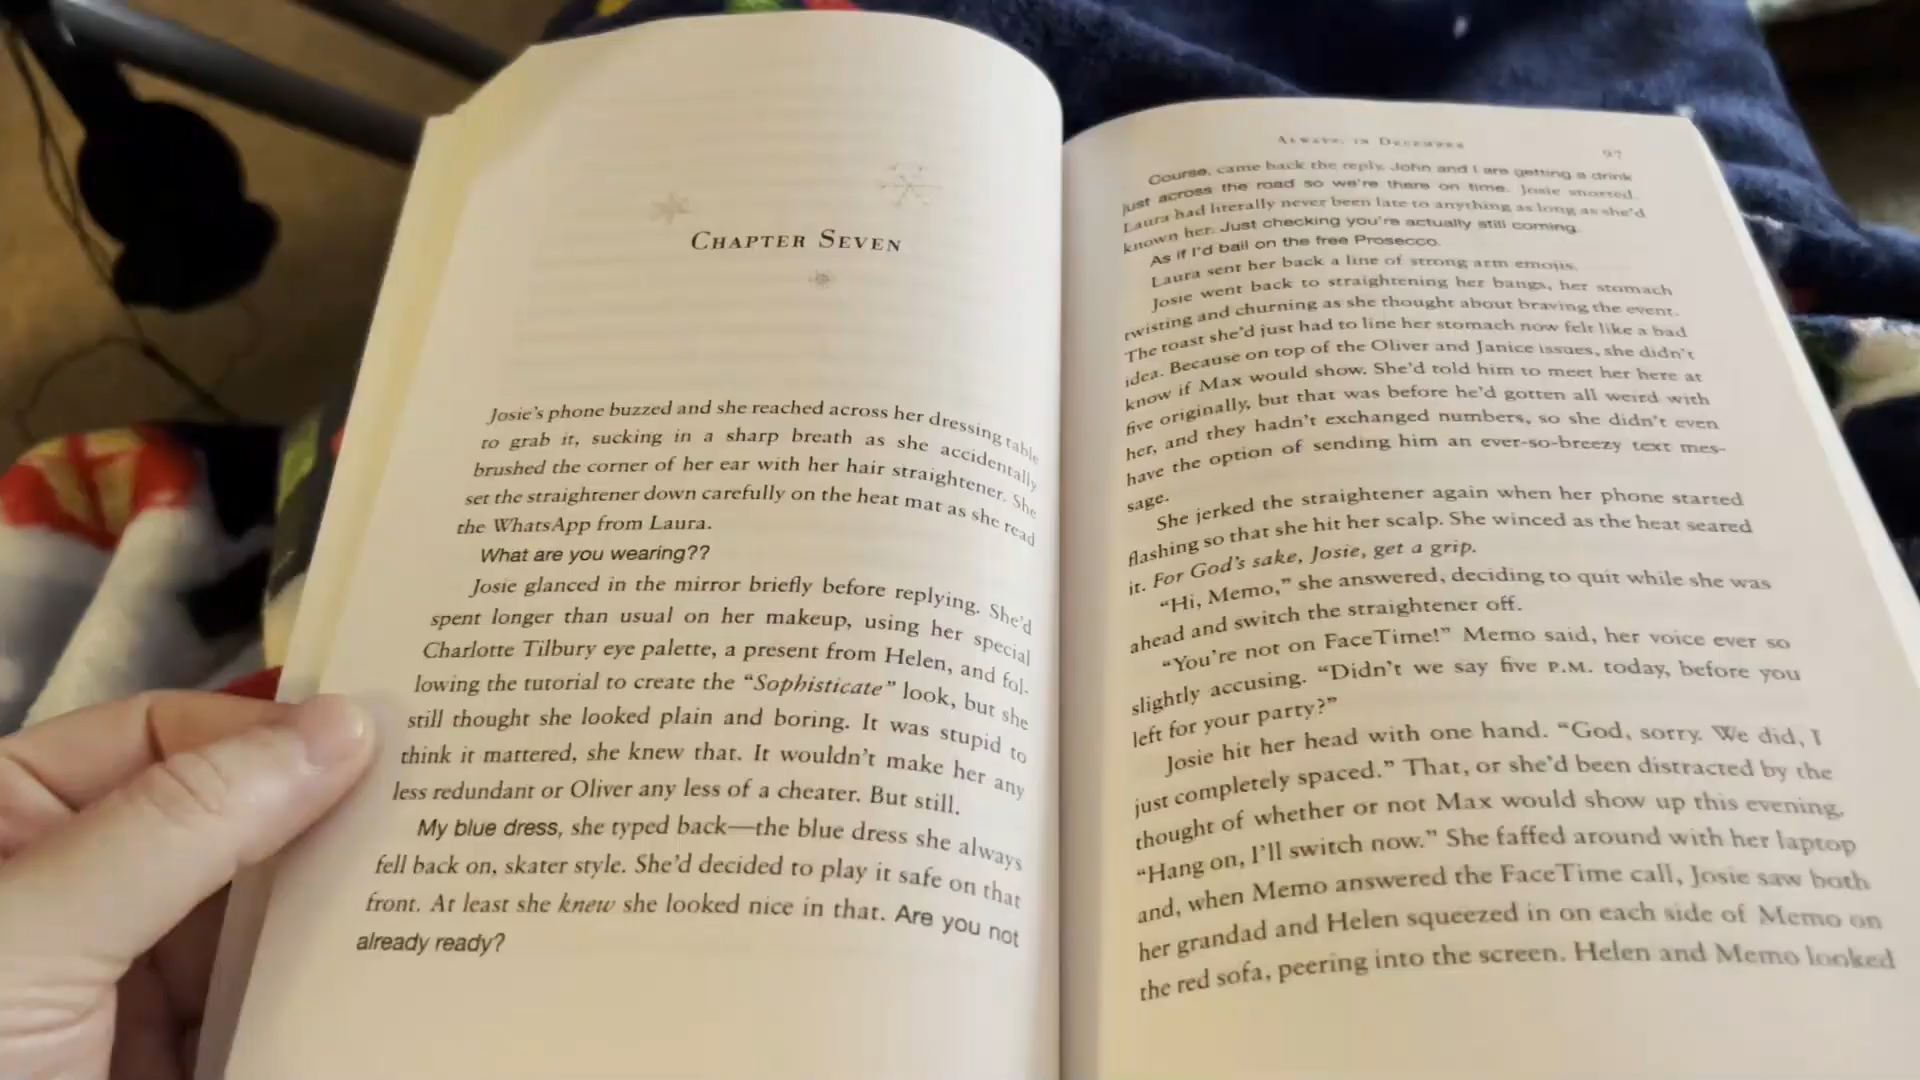 CHAPTER SEVEN
Josie's phone buzzed and she reached across her dressing table
to grab it, sucking in a sharp breath as she accidentally
brushed the corner of her ear with her hair straightener. She
set the straightener down carefully on the heat mat as she read
the WhatsApp from Laura.
What are you wearing??
Josie glanced in the mirror briefly before replying. She'd
spent longer than usual on her makeup, using her special
Charlotte Tilbury eye palette, a present from Helen, and fol-
lowing the tutorial to create the “Sophisticate” look, but she
still thought she looked plain and boring. It was stupid to
think it mattered, she knew that. It wouldn't make her any
less redundant or Oliver any less of a cheater. But still.
My blue dress, she typed back—the blue dress she always
fell back on, skater style. She'd decided to play it safe on that
front. At least she knew she looked nice in that. Are you not
already ready?
ALWAYS, IN DECEMBER 97
Course, came back the reply. John and I are getting a drink
just across the road so we're there on time. Josie snorted.
Laura had literally never been late to anything as long as she'd
known her. Just checking you're actually still coming.
As if I'd bail on the free Prosecco.
Laura sent her back a line of strong arm emojis.
Josie went back to straightening her bangs, her stomach
twisting and churning as she thought about braving the event.
The toast she'd just had to line her stomach now felt like a bad
idea. Because on top of the Oliver and Janice issues, she didn't
know if Max would show. She'd told him to meet her here at
five originally, but that was before he'd gotten all weird with
her, and they hadn't exchanged numbers, so she didn't even
have the option of sending him an ever-so-breezy text mes-
sage.
She jerked the straightener again when her phone started
flashing so that she hit her scalp. She winced as the heat seared
it. For God's sake, Josie, get a grip.
“Hi, Memo,” she answered, deciding to quit while she was
ahead and switch the straightener off.
“You're not on FaceTime!” Memo said, her voice ever so
slightly accusing. “Didn't we say five P.M. today, before you
left for your party?”
Josie hit her head with one hand. “God, sorry. We did, I
just completely spaced.” That, or she'd been distracted by the
thought of whether or not Max would show up this evening.
“Hang on, I'll switch now.” She faffed around with her laptop
and, when Memo answered the FaceTime call, Josie saw both
her grandad and Helen squeezed in on each side of Memo on
the red sofa, peering into the screen. Helen and Memo looked